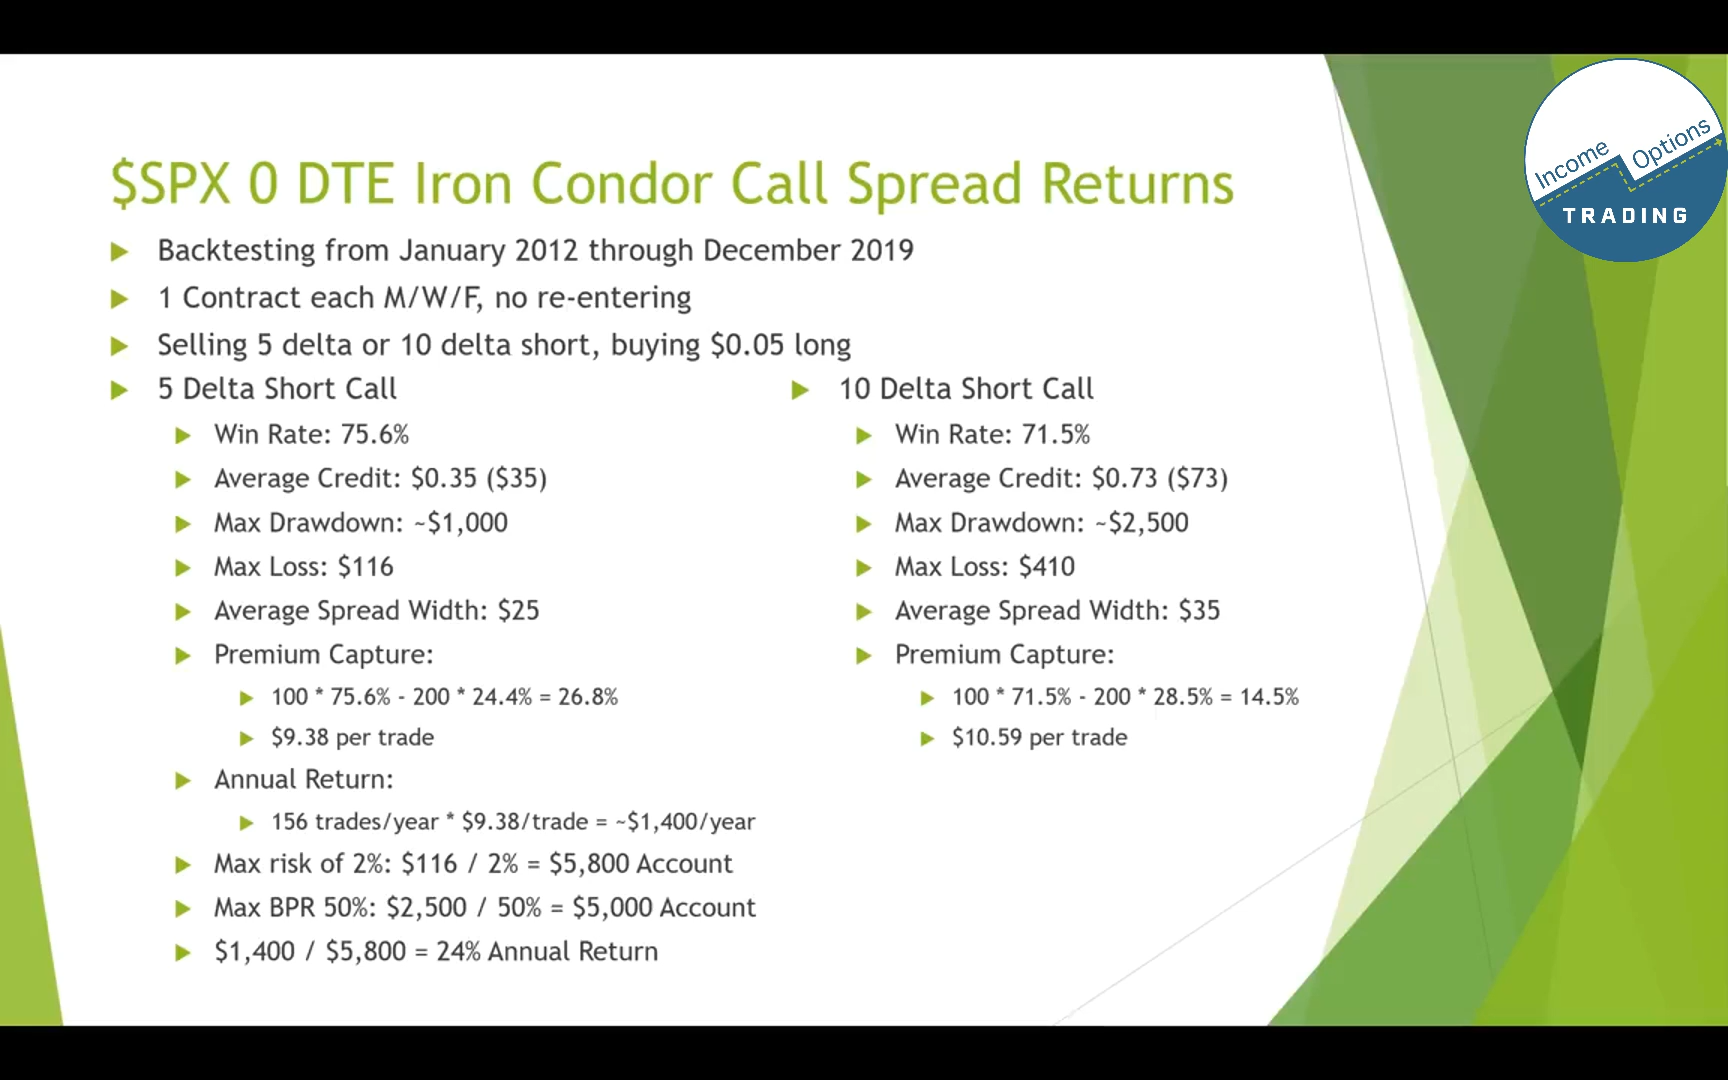 Income Options
TRADING
$SPX 0 DTE Iron Condor Call Spread Returns
Backtesting from January 2012 through December 2019
1 Contract each M/W/F, no re-entering
Selling 5 delta or 10 delta short, buying $0.05 long
5 Delta Short Call
Win Rate: 75.6%
Average Credit: $0.35 ($35)
Max Drawdown: ~$1,000
Max Loss: $116
Average Spread Width: $25
Premium Capture:
100 * 75.6% - 200 * 24.4% = 26.8%
$9.38 per trade
Annual Return:
156 trades/year * $9.38/trade = ~$1,400/year
Max risk of 2%: $116 / 2% = $5,800 Account
Max BPR 50%: $2,500 / 50% = $5,000 Account
$1,400 / $5,800 = 24% Annual Return
10 Delta Short Call
Win Rate: 71.5%
Average Credit: $0.73 ($73)
Max Drawdown: ~$2,500
Max Loss: $410
Average Spread Width: $35
Premium Capture:
100 * 71.5% - 200 * 28.5% = 14.5%
$10.59 per trade